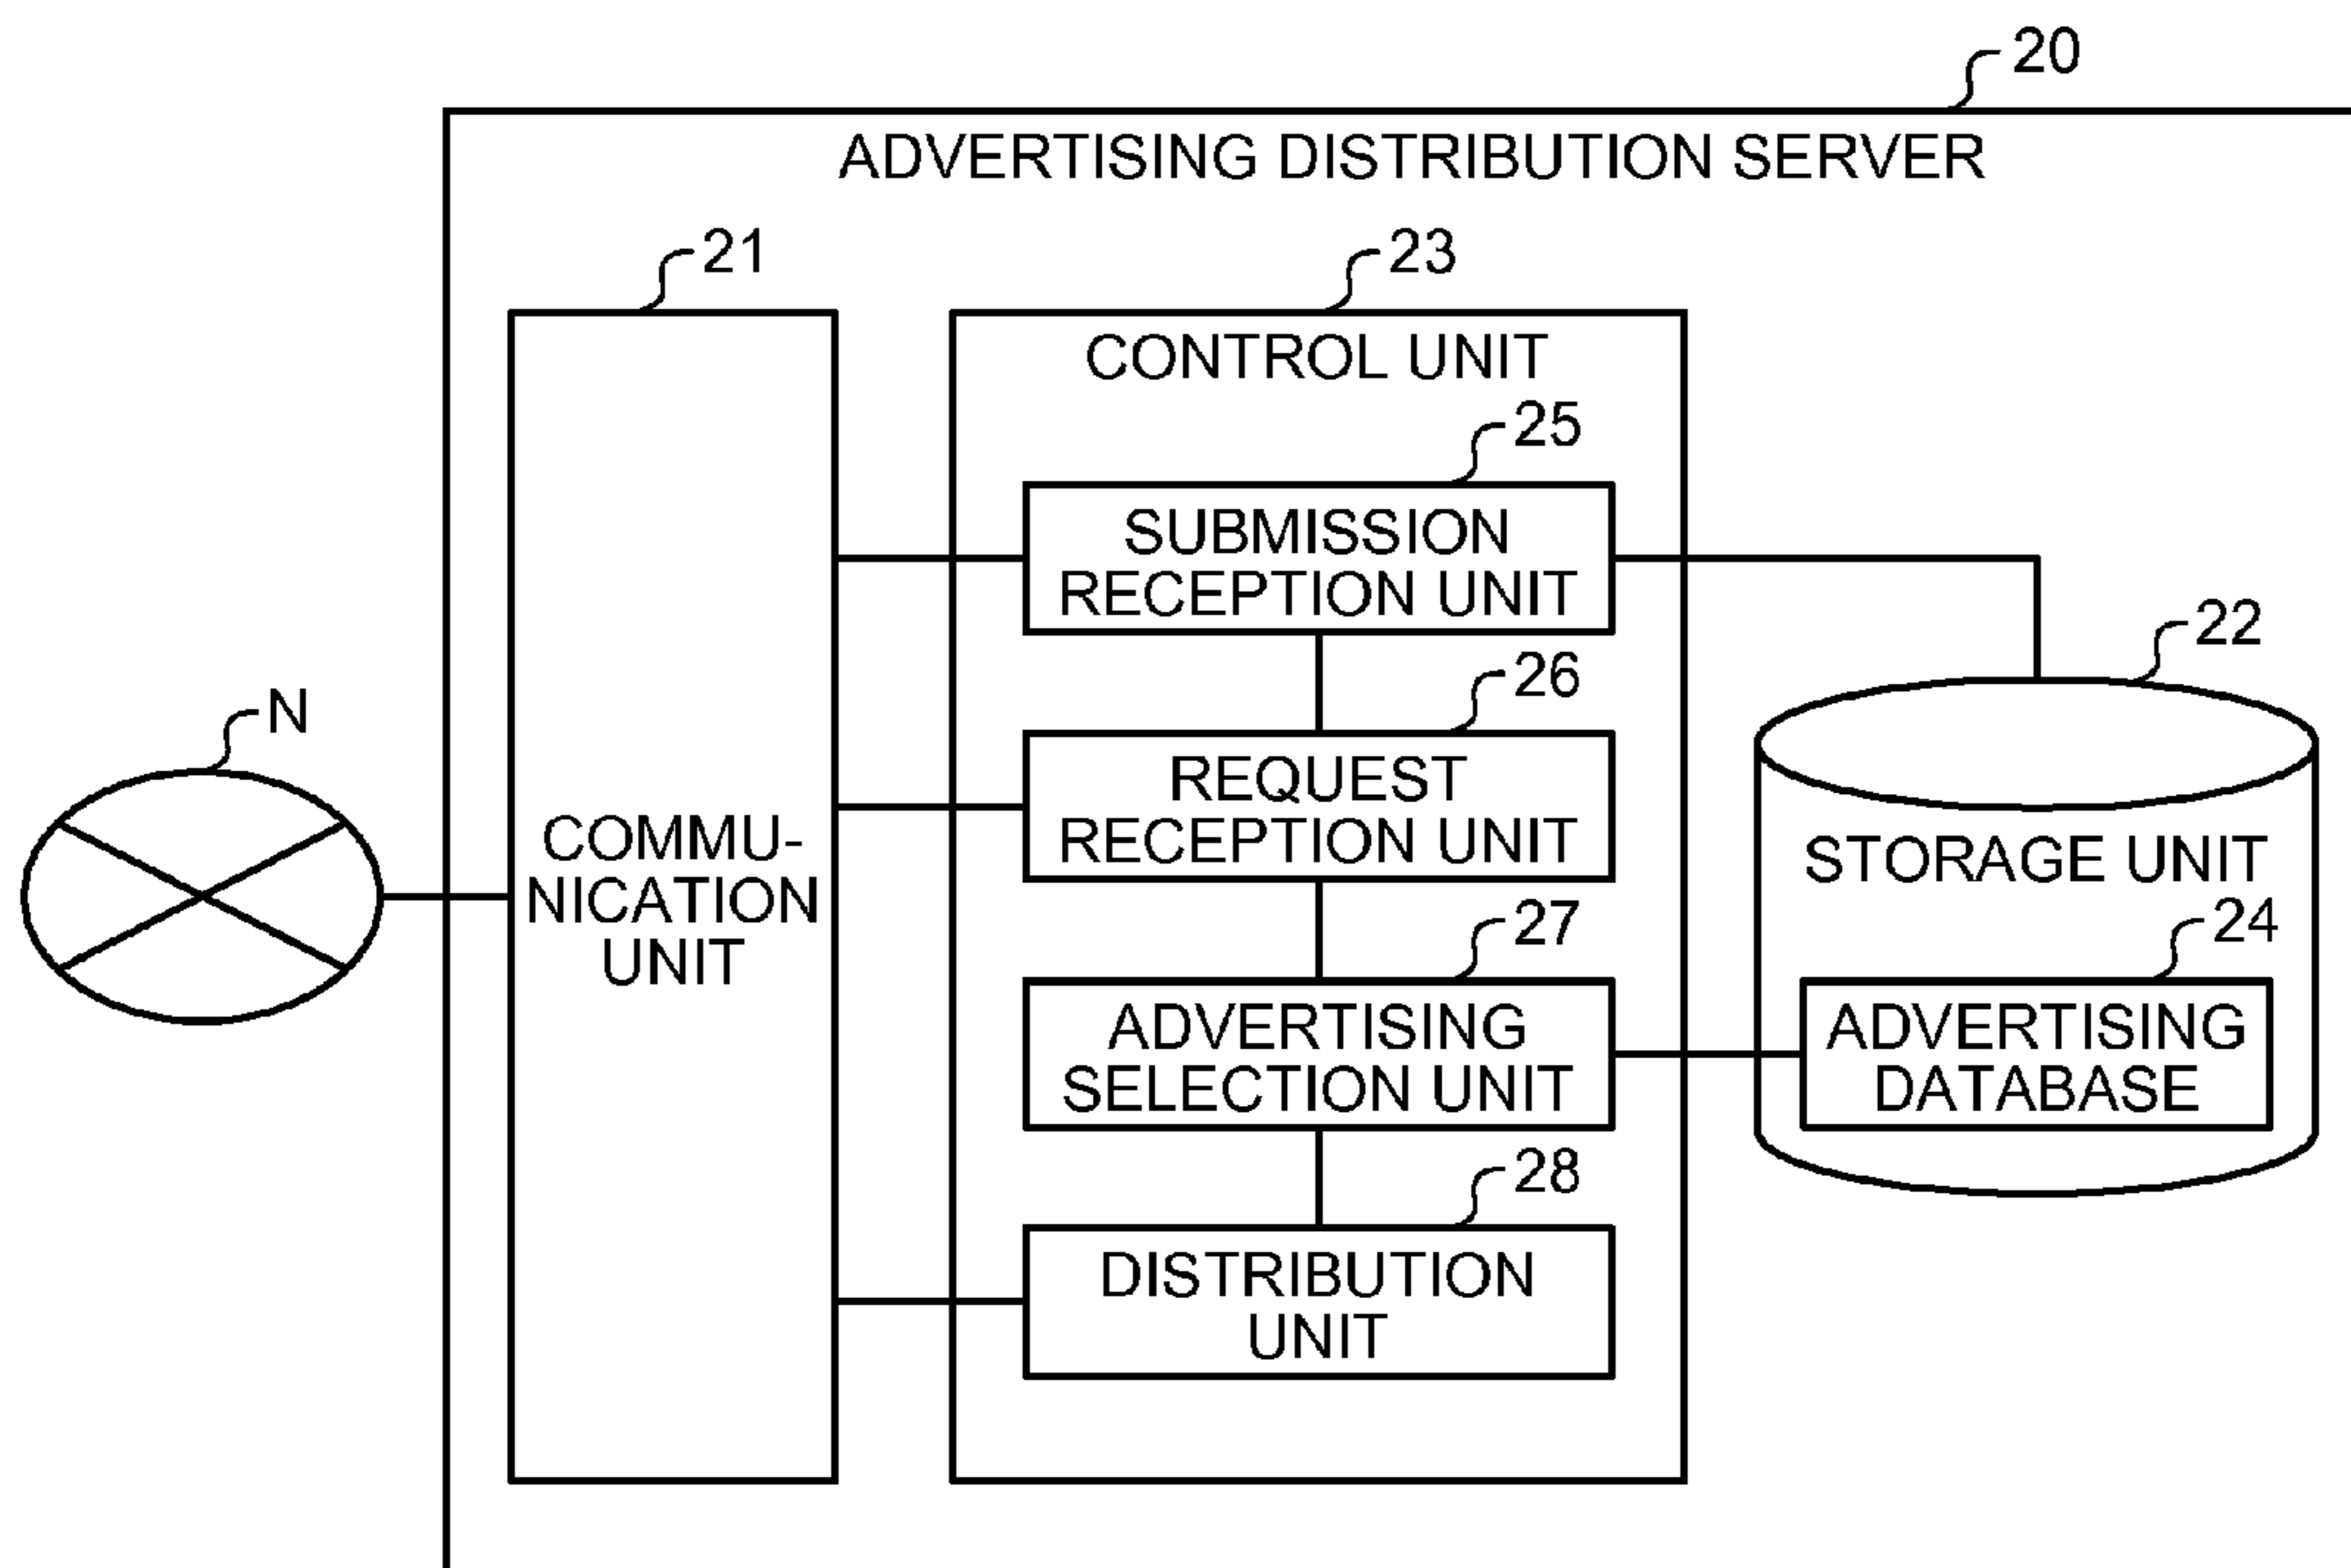 20
ADVERTISING DISTRIBUTION SERVER
21
23
CONTROL UNIT
25
SUBMISSION
RECEPTION UNIT
22
26
N
REQUEST
RECEPTION UNIT
COMMU-
NICATION
UNIT
STORAGE UNIT
27
24
ADVERTISING
SELECTION UNIT
ADVERTISING
DATABASE
28
DISTRIBUTION
UNIT